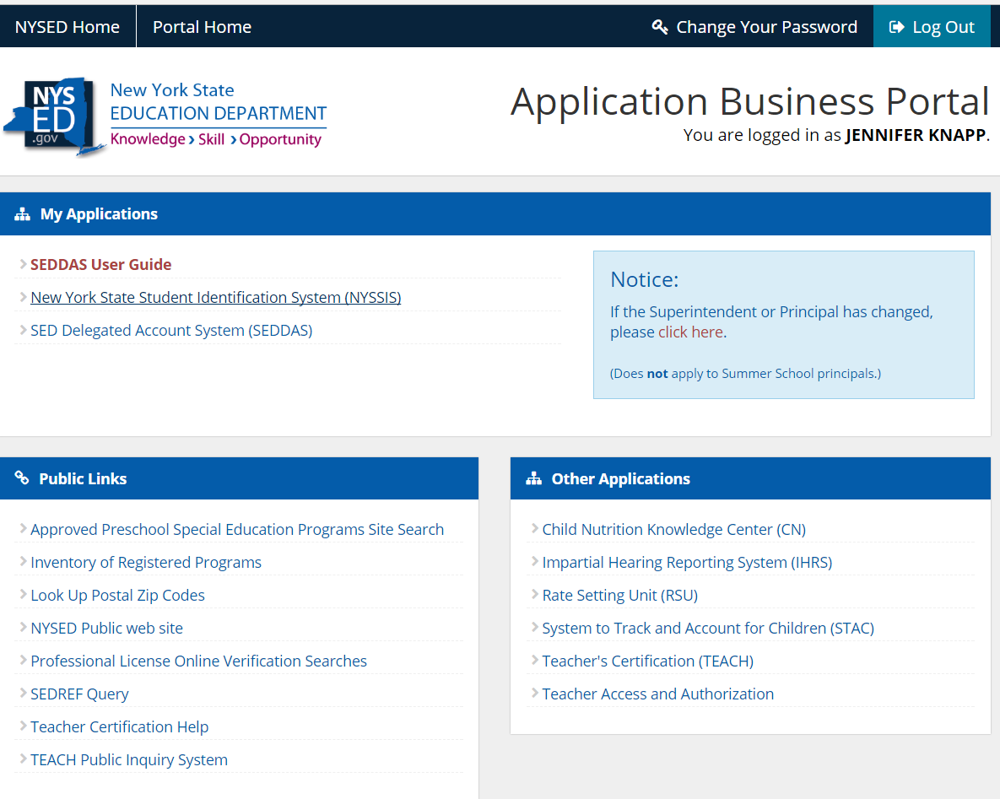 NYSED Home
Portal Home
Change Your Password
Log Out
NYS
ED
.gov
New York State
EDUCATION DEPARTMENT
Knowledge › Skill › Opportunity
Application Business Portal
You are logged in as JENNIFER KNAPP.
My Applications
SEDDAS User Guide
New York State Student Identification System (NYSSIS)
SED Delegated Account System (SEDDAS)
Notice:
If the Superintendent or Principal has changed,
please click here.
(Does not apply to Summer School principals.)
Public Links
Approved Preschool Special Education Programs Site Search
Inventory of Registered Programs
Look Up Postal Zip Codes
NYSED Public web site
Professional License Online Verification Searches
SEDREF Query
Teacher Certification Help
TEACH Public Inquiry System
Other Applications
Child Nutrition Knowledge Center (CN)
Impartial Hearing Reporting System (IHRS)
Rate Setting Unit (RSU)
System to Track and Account for Children (STAC)
Teacher's Certification (TEACH)
Teacher Access and Authorization